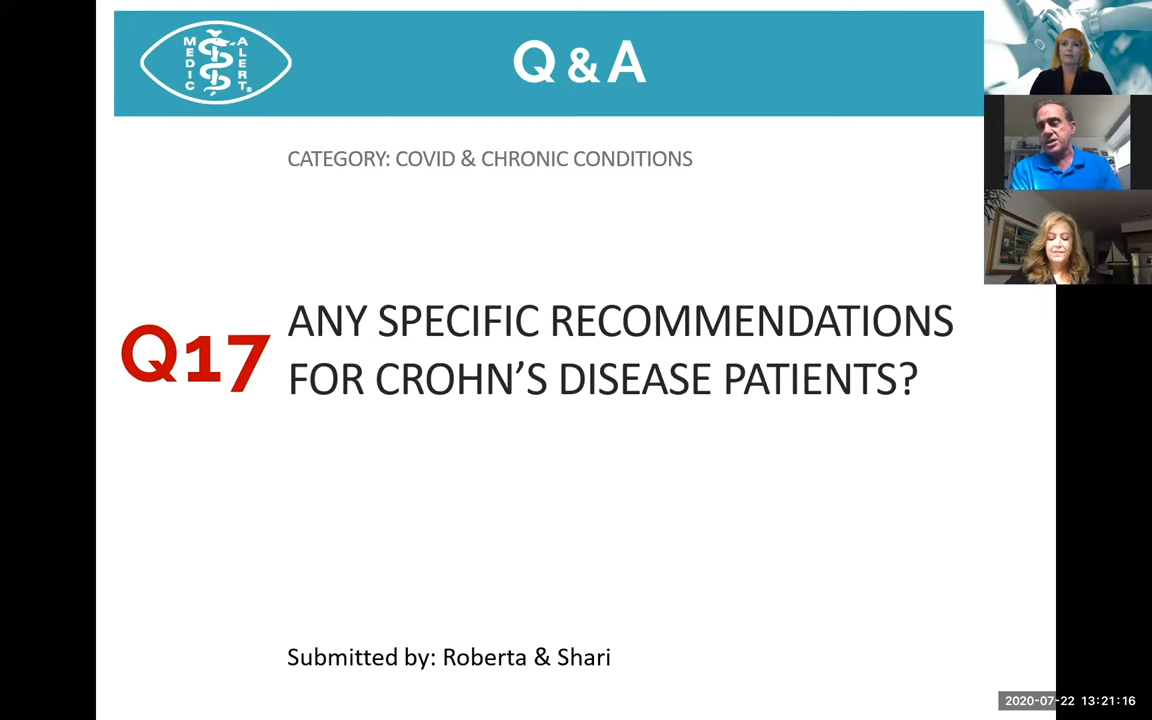 MEDIC ALERT®
Q & A
CATEGORY: COVID & CHRONIC CONDITIONS
Q17
ANY SPECIFIC RECOMMENDATIONS
FOR CROHN’S DISEASE PATIENTS?
Submitted by: Roberta & Shari
2020-07-22 13:21:16